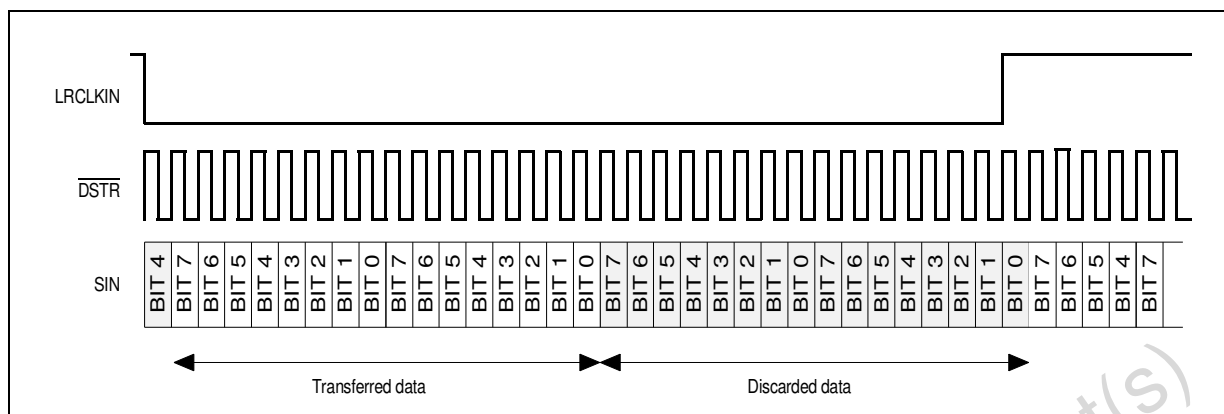 LRCLKIN
DSTR
SIN
BIT 4 BIT 7 BIT 6 BIT 5 BIT 4 BIT 3 BIT 2 BIT 1 BIT 0 BIT 7 BIT 6 BIT 5 BIT 4 BIT 3 BIT 2 BIT 1 BIT 0 BIT 7 BIT 6 BIT 5 BIT 4 BIT 3 BIT 2 BIT 1 BIT 0 BIT 7 BIT 6 BIT 5 BIT 4 BIT 3 BIT 2 BIT 1 BIT 0 BIT 7 BIT 6 BIT 5 BIT 4 BIT 7
Transferred data
Discarded data
t(s)